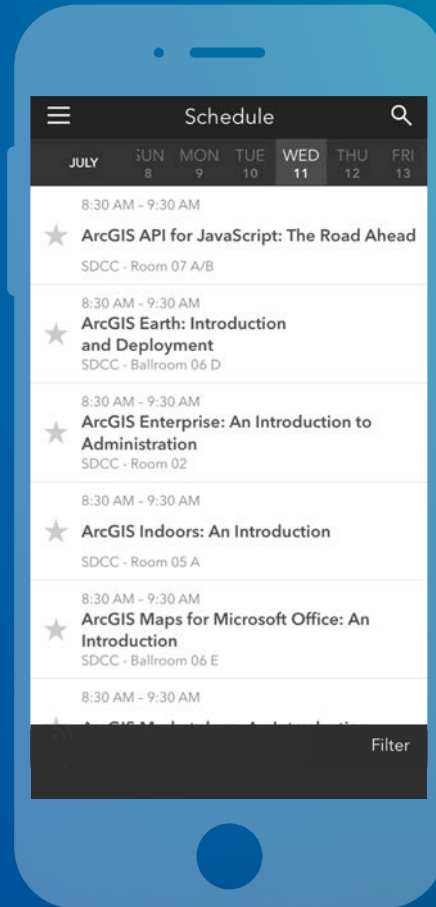 Schedule
JULY
SUN MON TUE WED THU FRI
8 9 10 11 12 13
8:30 AM - 9:30 AM
ArcGIS API for JavaScript: The Road Ahead
SDCC - Room 07 A/B
8:30 AM - 9:30 AM
ArcGIS Earth: Introduction
and Deployment
SDCC - Ballroom 06 D
8:30 AM - 9:30 AM
ArcGIS Enterprise: An Introduction to
Administration
SDCC - Room 02
8:30 AM - 9:30 AM
ArcGIS Indoors: An Introduction
SDCC - Room 05 A
8:30 AM - 9:30 AM
ArcGIS Maps for Microsoft Office: An
Introduction
SDCC - Ballroom 06 E
8:30 AM - 9:30 AM
Filter